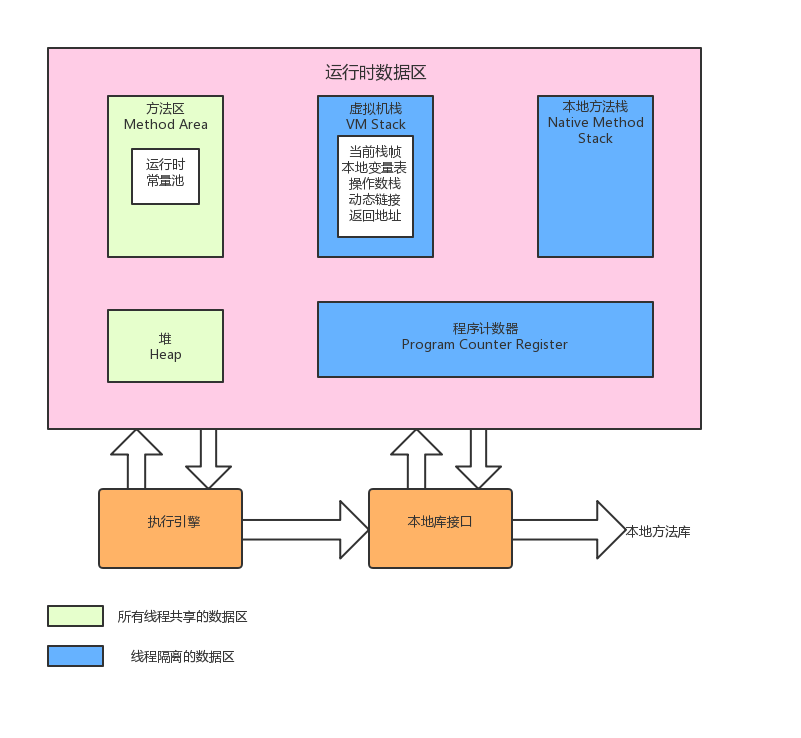 运行时数据区
方法区
Method Area
运行时
常量池
虚拟机栈
VM Stack
当前栈帧
本地变量表
操作数栈
动态链接
返回地址
本地方法栈
Native Method
Stack
堆
Heap
程序计数器
Program Counter Register
执行引擎
本地库接口
本地方法库
所有线程共享的数据区
线程隔离的数据区